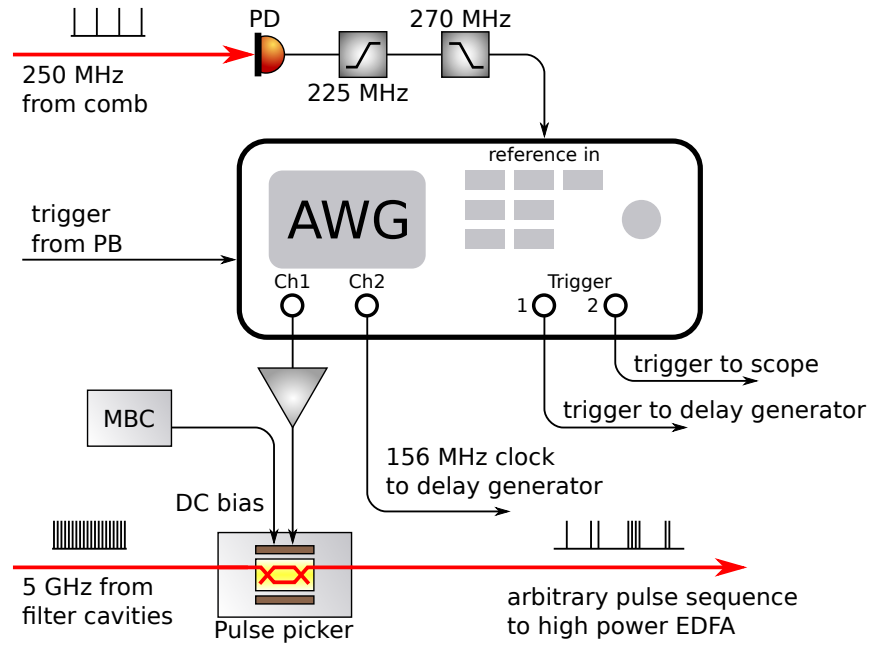 PD
270 MHz
250 MHz
from comb
225 MHz
reference in
trigger
from PB
AWG
Ch1
Ch2
Trigger
1
2
trigger to scope
trigger to delay generator
MBC
156 MHz clock
to delay generator
DC bias
5 GHz from
filter cavities
Pulse picker
arbitrary pulse sequence
to high power EDFA